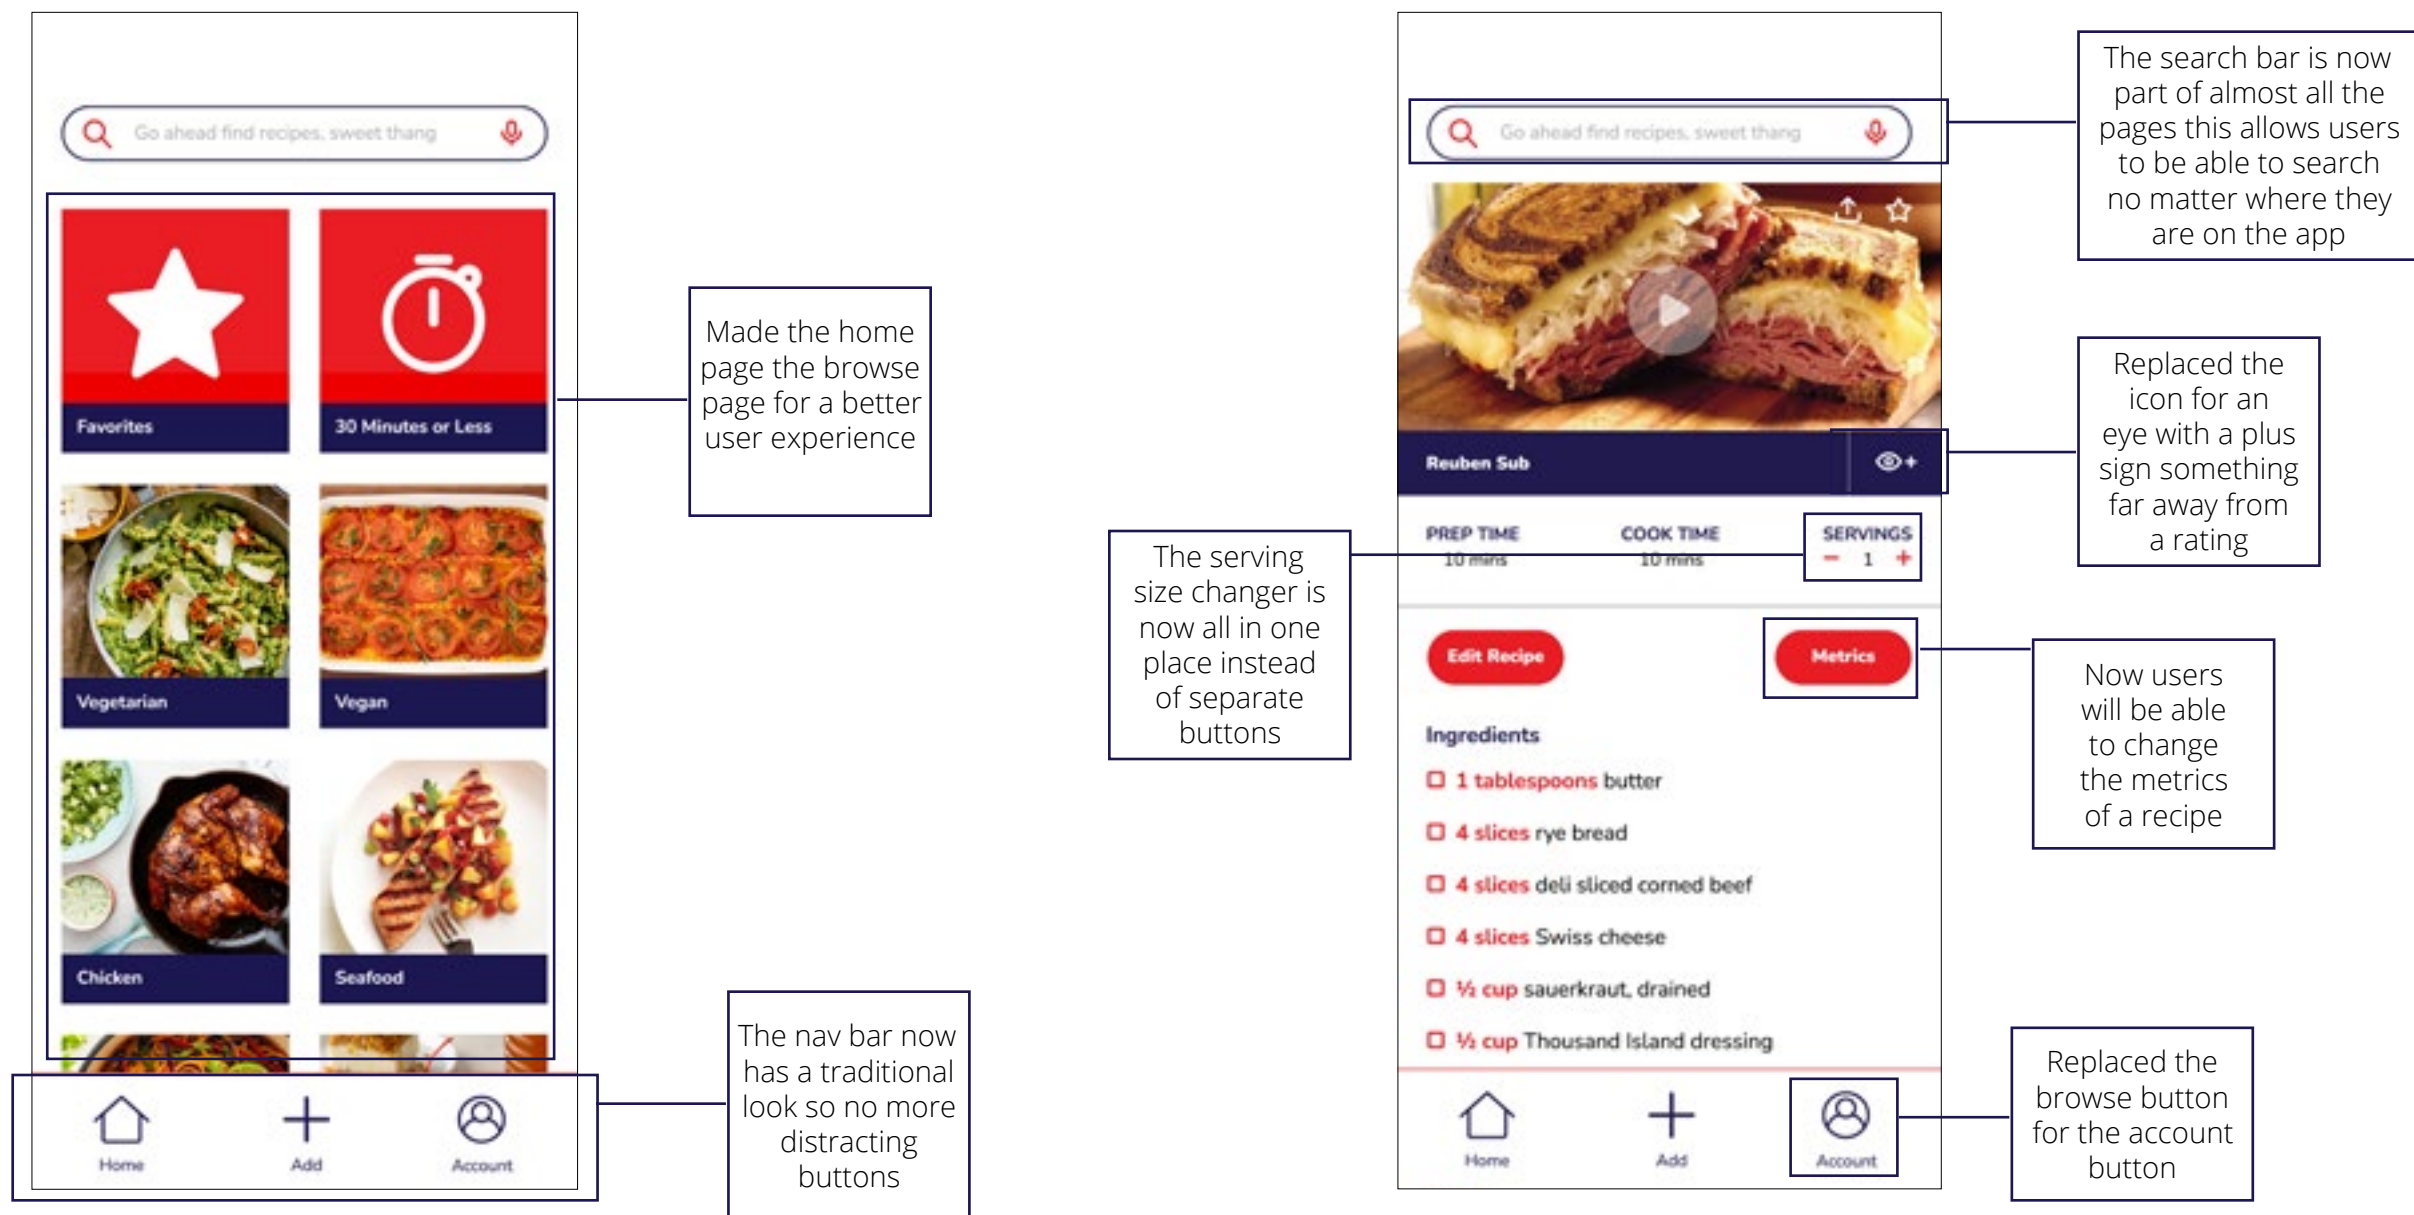 Go ahead find recipes, sweet thang
Favorites
30 Minutes or Less
Vegetarian
Vegan
Chicken
Seafood
Home
Add
Account
Made the home
page the browse
page for a better
user experience
The nav bar now
has a traditional
look so no more
distracting
buttons
Go ahead find recipes, sweet thang
Reuben Sub
PREP TIME
10 mins
COOK TIME
10 mins
SERVINGS
− 1 +
Edit Recipe
Metrics
Ingredients
1 tablespoons butter
4 slices rye bread
4 slices deli sliced corned beef
4 slices Swiss cheese
½ cup sauerkraut, drained
½ cup Thousand Island dressing
Home
Add
Account
The serving
size changer is
now all in one
place instead
of separate
buttons
The search bar is now
part of almost all the
pages this allows users
to be able to search
no matter where they
are on the app
Replaced the
icon for an
eye with a plus
sign something
far away from
a rating
Now users
will be able
to change
the metrics
of a recipe
Replaced the
browse button
for the account
button